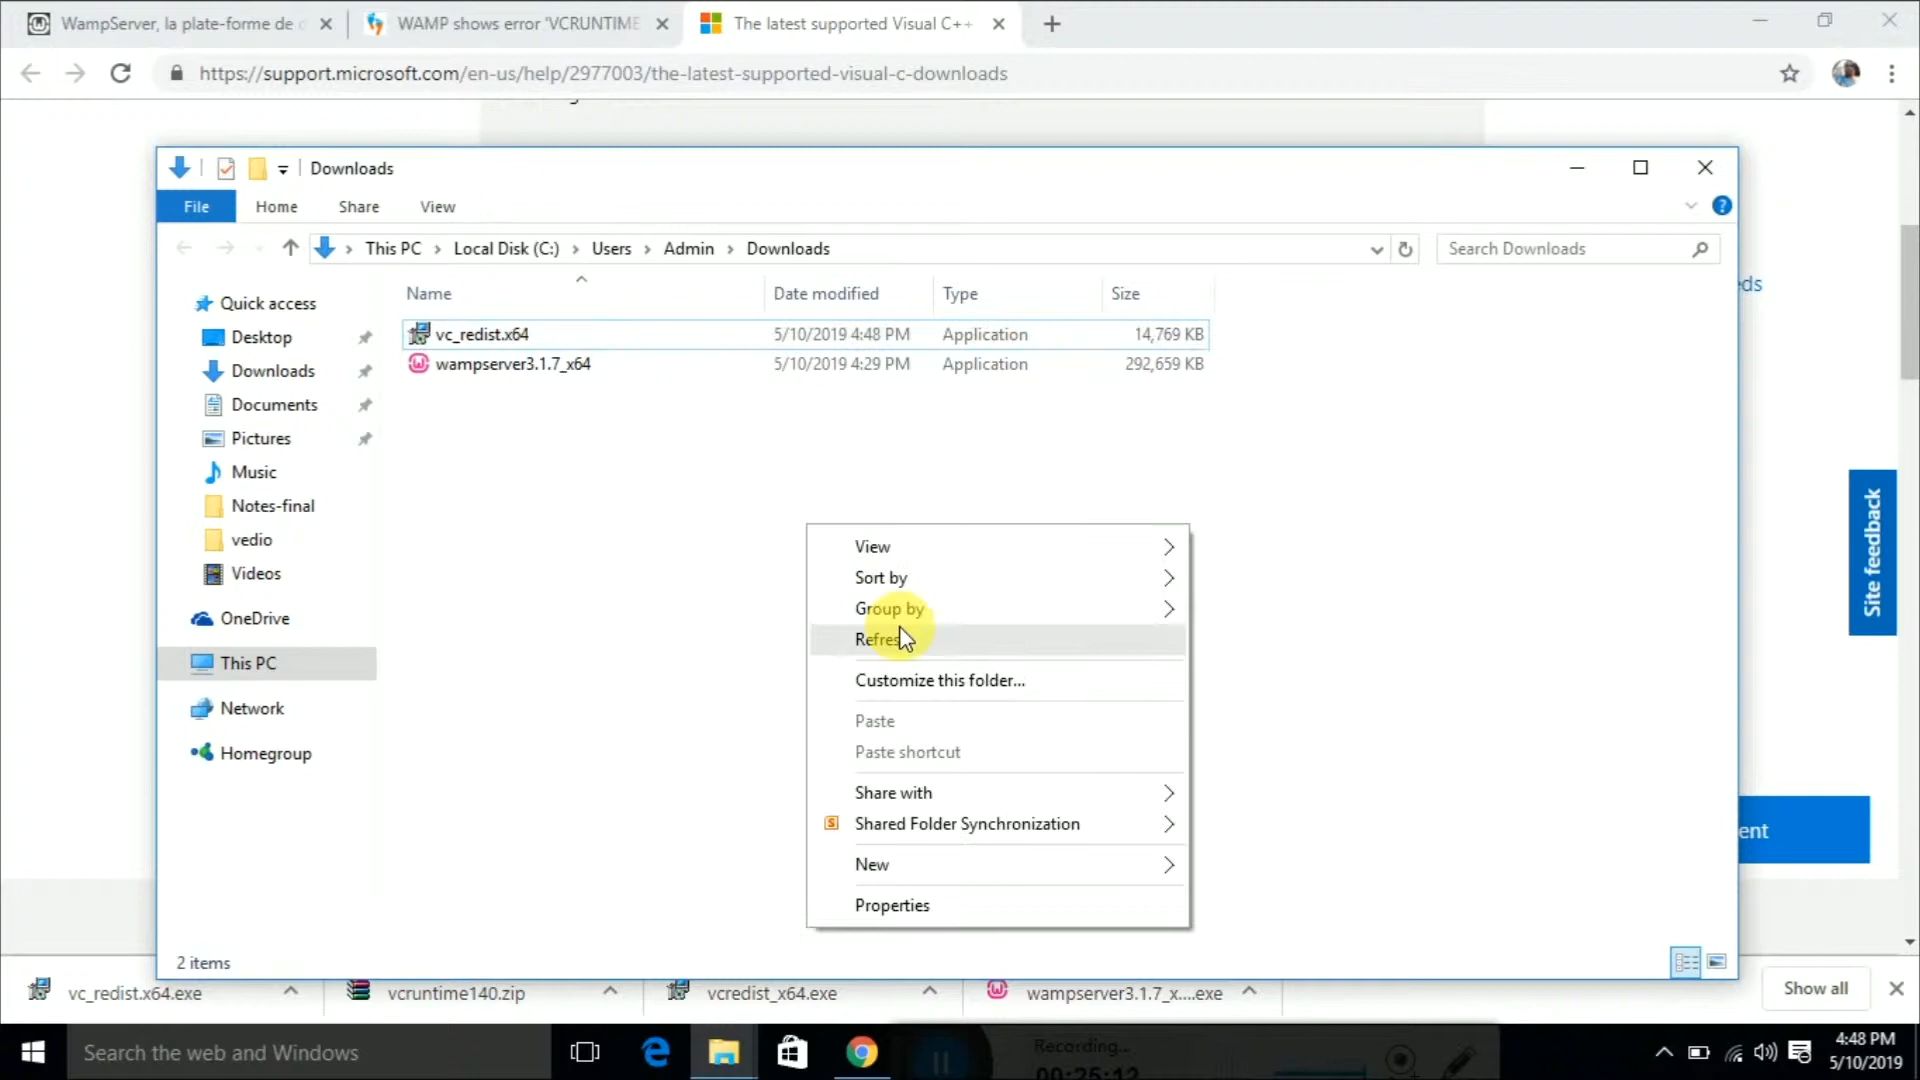 WampServer, la plate-forme de
WAMP shows error 'VCRUNTIME
The latest supported Visual C++
https://support.microsoft.com/en-us/help/2977003/the-latest-supported-visual-c-downloads
Downloads
File
Home
Share
View
This PC
Local Disk (C:)
Users
Admin
Downloads
Search Downloads
Name
Date modified
Type
Size
vc_redist.x64
5/10/2019 4:48 PM
Application
14,769 KB
wampserver3.1.7_x64
5/10/2019 4:29 PM
Application
292,659 KB
Quick access
Desktop
Downloads
Documents
Pictures
Music
Notes-final
vedio
Videos
OneDrive
This PC
Network
Homegroup
View
Sort by
Group by
Refres
Customize this folder...
Paste
Paste shortcut
Share with
Shared Folder Synchronization
New
Properties
eds
Site feedback
ent
2 items
vc_redist.x64.exe
vcruntime140.zip
vcredist_x64.exe
wampserver3.1.7_x....exe
Show all
Search the web and Windows
Recording...
00:25:12
4:48 PM
5/10/2019